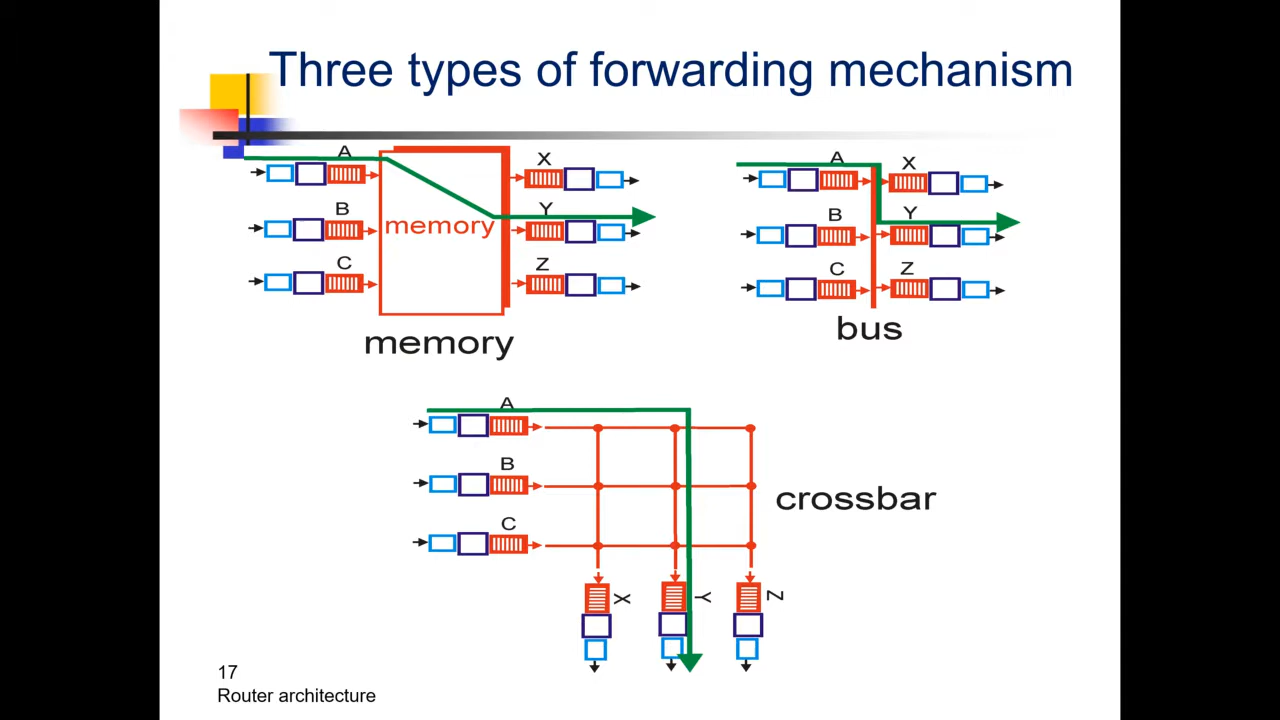 Three types of forwarding mechanism
A
B
C
memory
X
Y
Z
memory
A
B
C
X
Y
Z
bus
A
B
C
crossbar
X
Y
Z
17
Router architecture